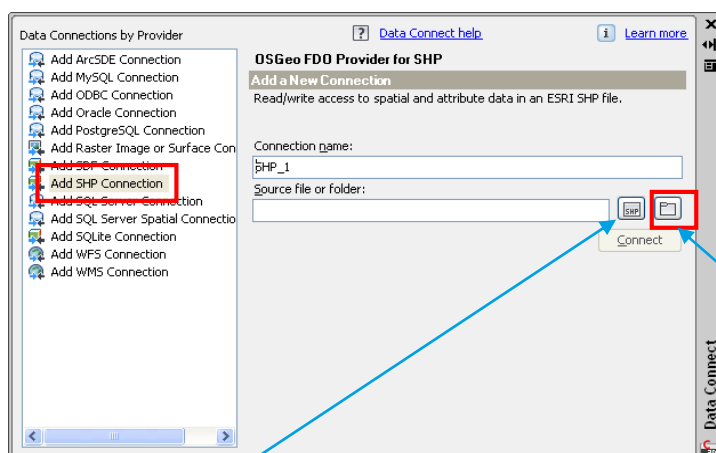 Data Connections by Provider
Data Connect help
Learn more
Add ArcSDE Connection
Add MySQL Connection
Add ODBC Connection
Add Oracle Connection
Add PostgreSQL Connection
Add Raster Image or Surface Con
Add SDF Connection
Add SHP Connection
Add SQL Server Connection
Add SQL Server Spatial Connectio
Add SQLite Connection
Add WFS Connection
Add WMS Connection
OSGeo FDO Provider for SHP
Add a New Connection
Read/write access to spatial and attribute data in an ESRI SHP file.
Connection name:
SHP_1
Source file or folder:
SHP
Connect
Data Connect